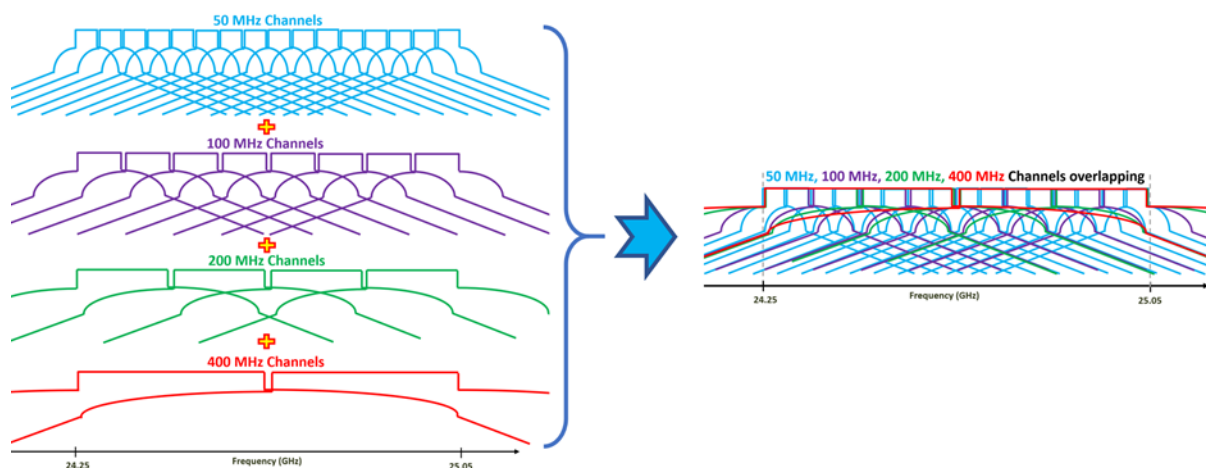 50 MHz Channels
100 MHz Channels
200 MHz Channels
400 MHz Channels
24.25
Frequency (GHz)
25.05
50 MHz, 100 MHz, 200 MHz, 400 MHz Channels overlapping
24.25
Frequency (GHz)
25.05